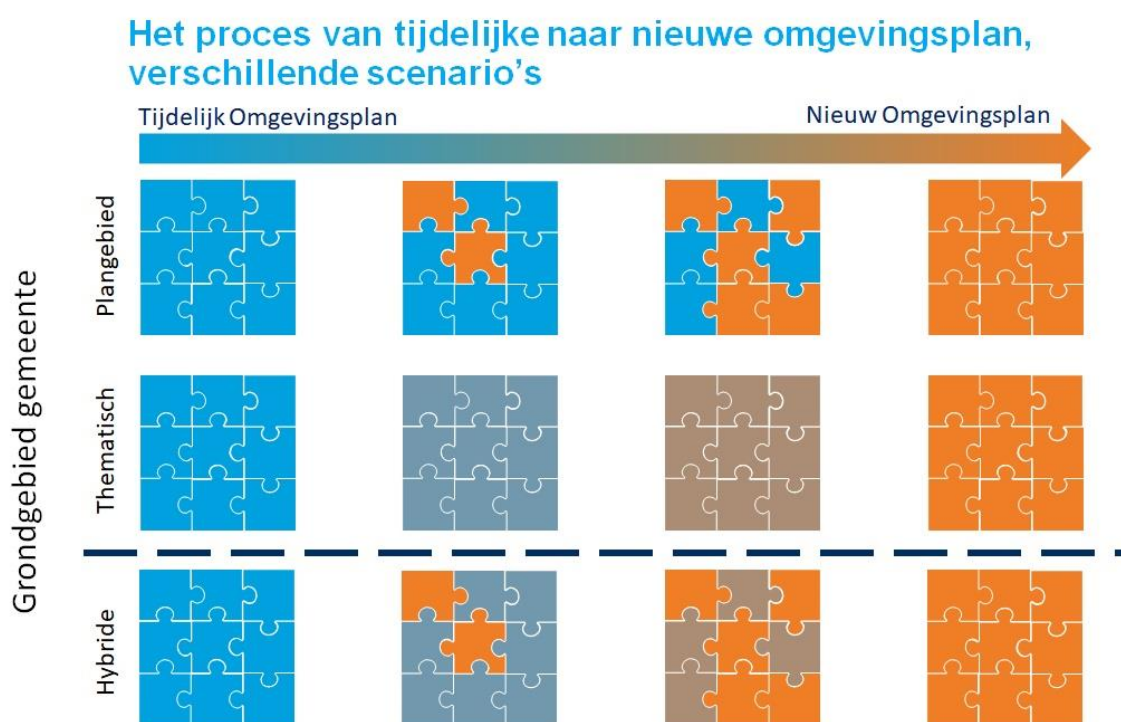 Het proces van tijdelijke naar nieuwe omgevingsplan,
verschillende scenario's
Tijdelijk Omgevingsplan
Nieuw Omgevingsplan
Grondgebied gemeente
Plangebied
Thematisch
Hybride